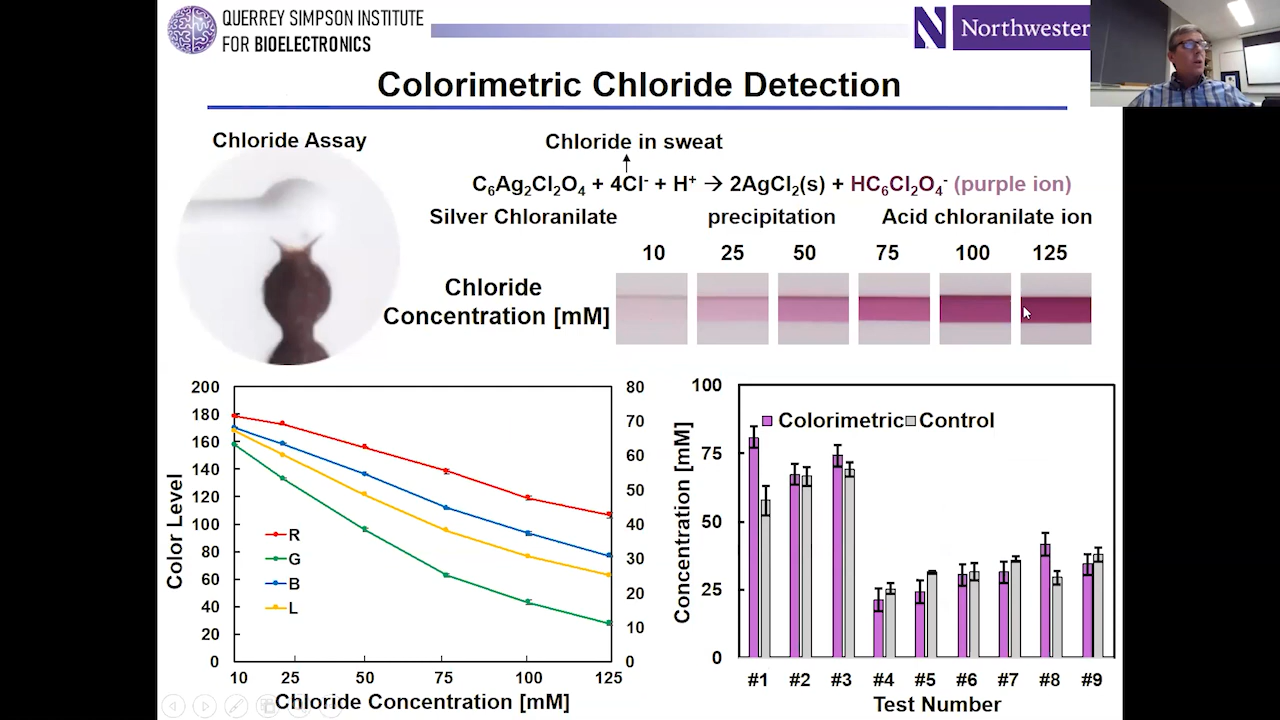 QUERREY SIMPSON INSTITUTE
FOR BIOELECTRONICS
N Northwester
Colorimetric Chloride Detection
Chloride Assay
Chloride in sweat
C₆Ag₂Cl₂O₄ + 4Cl⁻ + H⁺ → 2AgCl₂(s) + HC₆Cl₂O₄⁻ (purple ion)
Silver Chloranilate precipitation Acid chloranilate ion
10 25 50 75 100 125
Chloride
Concentration [mM]
200
180
160
140
120
100
80
60
40
20
0
Color Level
R
G
B
L
80
70
60
50
40
30
20
10
0
10 25 50 75 100 125
Chloride Concentration [mM]
100
75
50
25
0
Concentration [mM]
Colorimetric Control
#1 #2 #3 #4 #5 #6 #7 #8 #9
Test Number